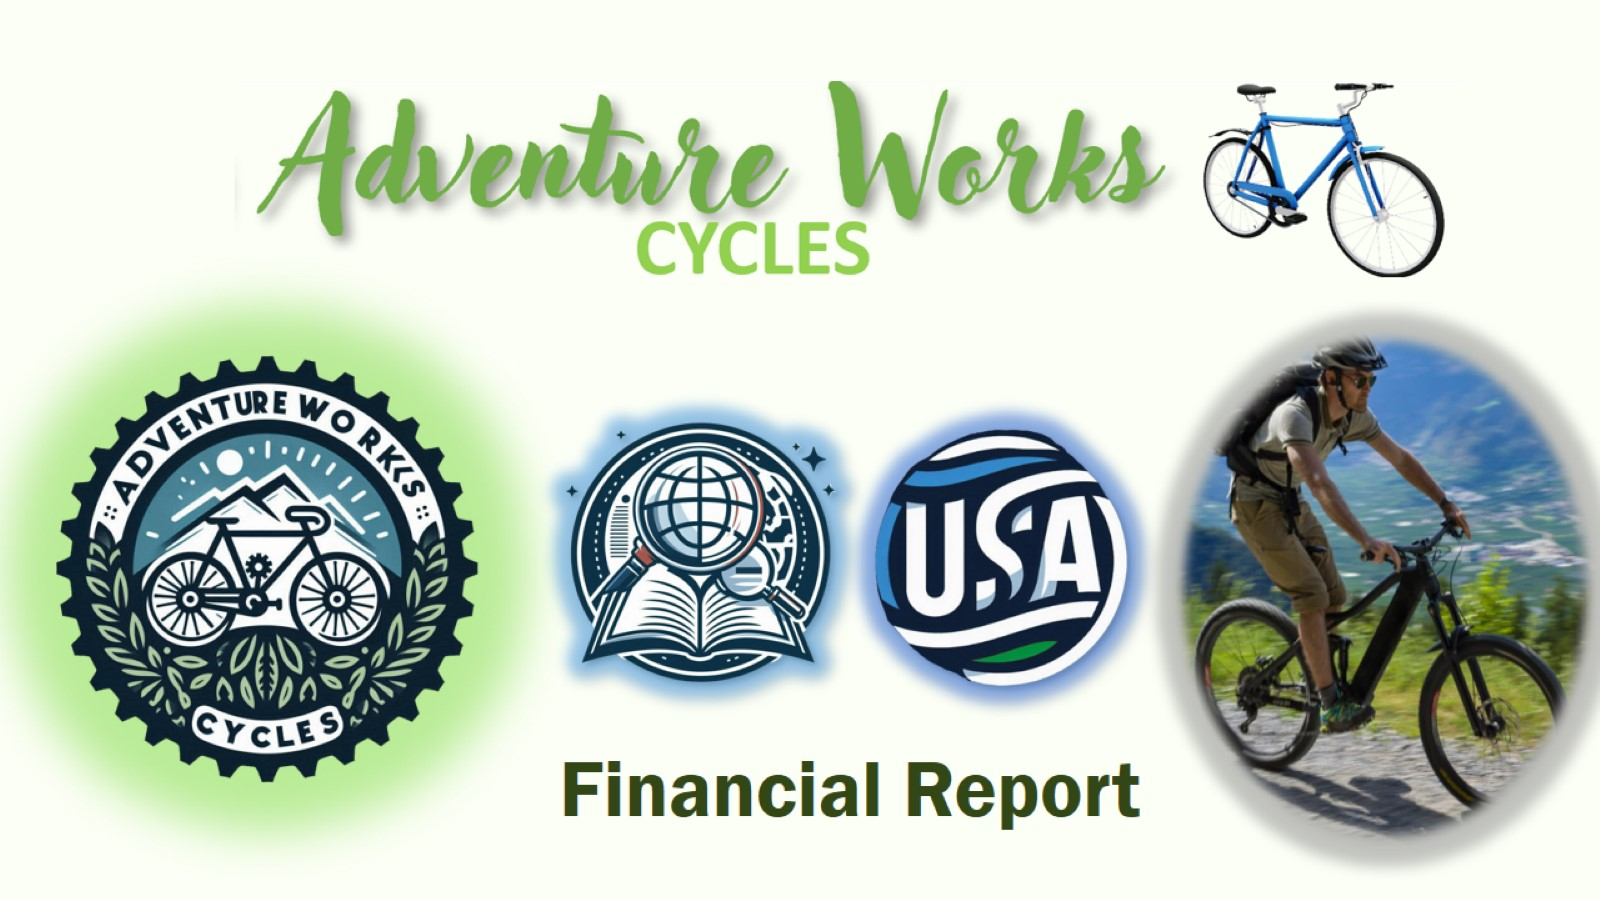 Adventure Works
CYCLES
ADVENTURE WORKS
CYCLES
USA
Financial Report